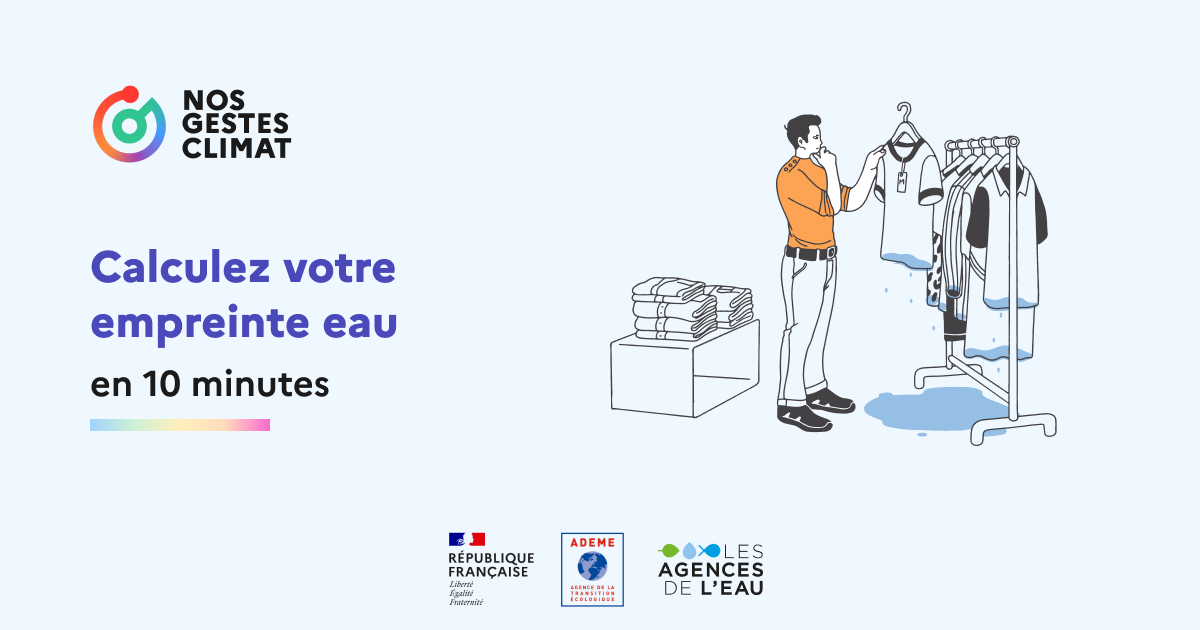 NOS
GESTES
CLIMAT
Calculez votre
empreinte eau
en 10 minutes
M
RÉPUBLIQUE
FRANÇAISE
Liberté
Égalité
Fraternité
ADEME
AGENCE DE LA
TRANSITION
ÉCOLOGIQUE
LES
AGENCES
DE L'EAU